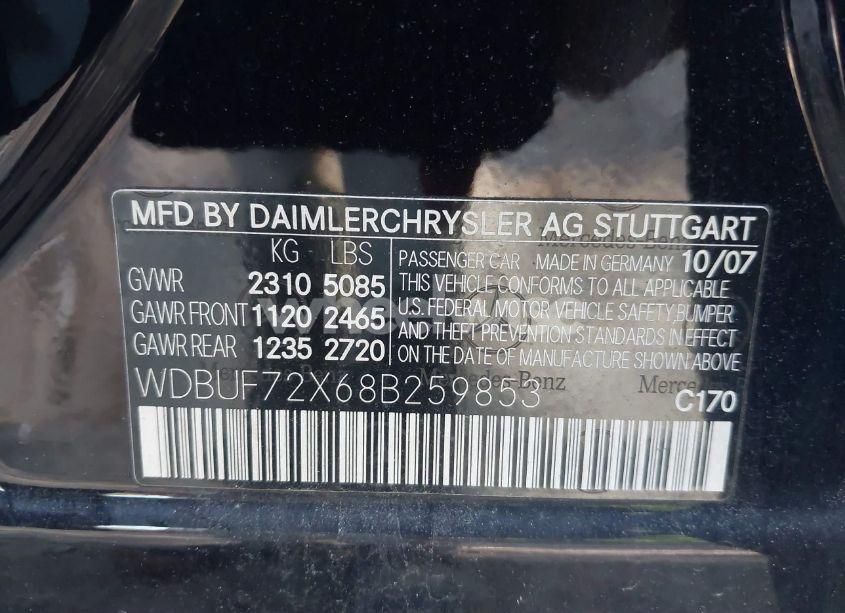 MFD BY DAIMLERCHRYSLER AG STUTTGART
KG LBS
GVWR 2310 5085
GAWR FRONT 1120 2465
GAWR REAR 1235 2720
PASSENGER CAR MADE IN GERMANY 10/07
THIS VEHICLE CONFORMS TO ALL APPLICABLE
U.S. FEDERAL MOTOR VEHICLE SAFETY, BUMPER
AND THEFT PREVENTION STANDARDS IN EFFECT
ON THE DATE OF MANUFACTURE SHOWN ABOVE
WDBUF72X68B259853
C170
Mercedes-Benz